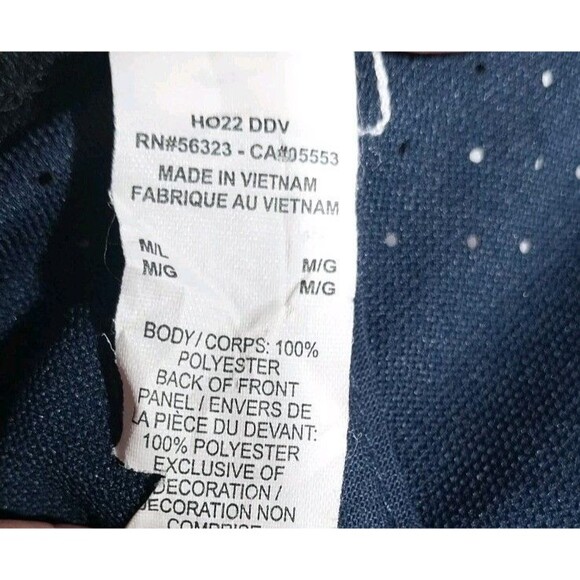 HO22 DDV
RN#56323 - CA#05553
MADE IN VIETNAM
FABRIQUE AU VIETNAM
M/L
M/G M/G
M/G
BODY / CORPS: 100%
POLYESTER
BACK OF FRONT
PANEL / ENVERS DE
LA PIÈCE DU DEVANT:
100% POLYESTER
EXCLUSIVE OF
DECORATION /
DECORATION NON
COMPRISE